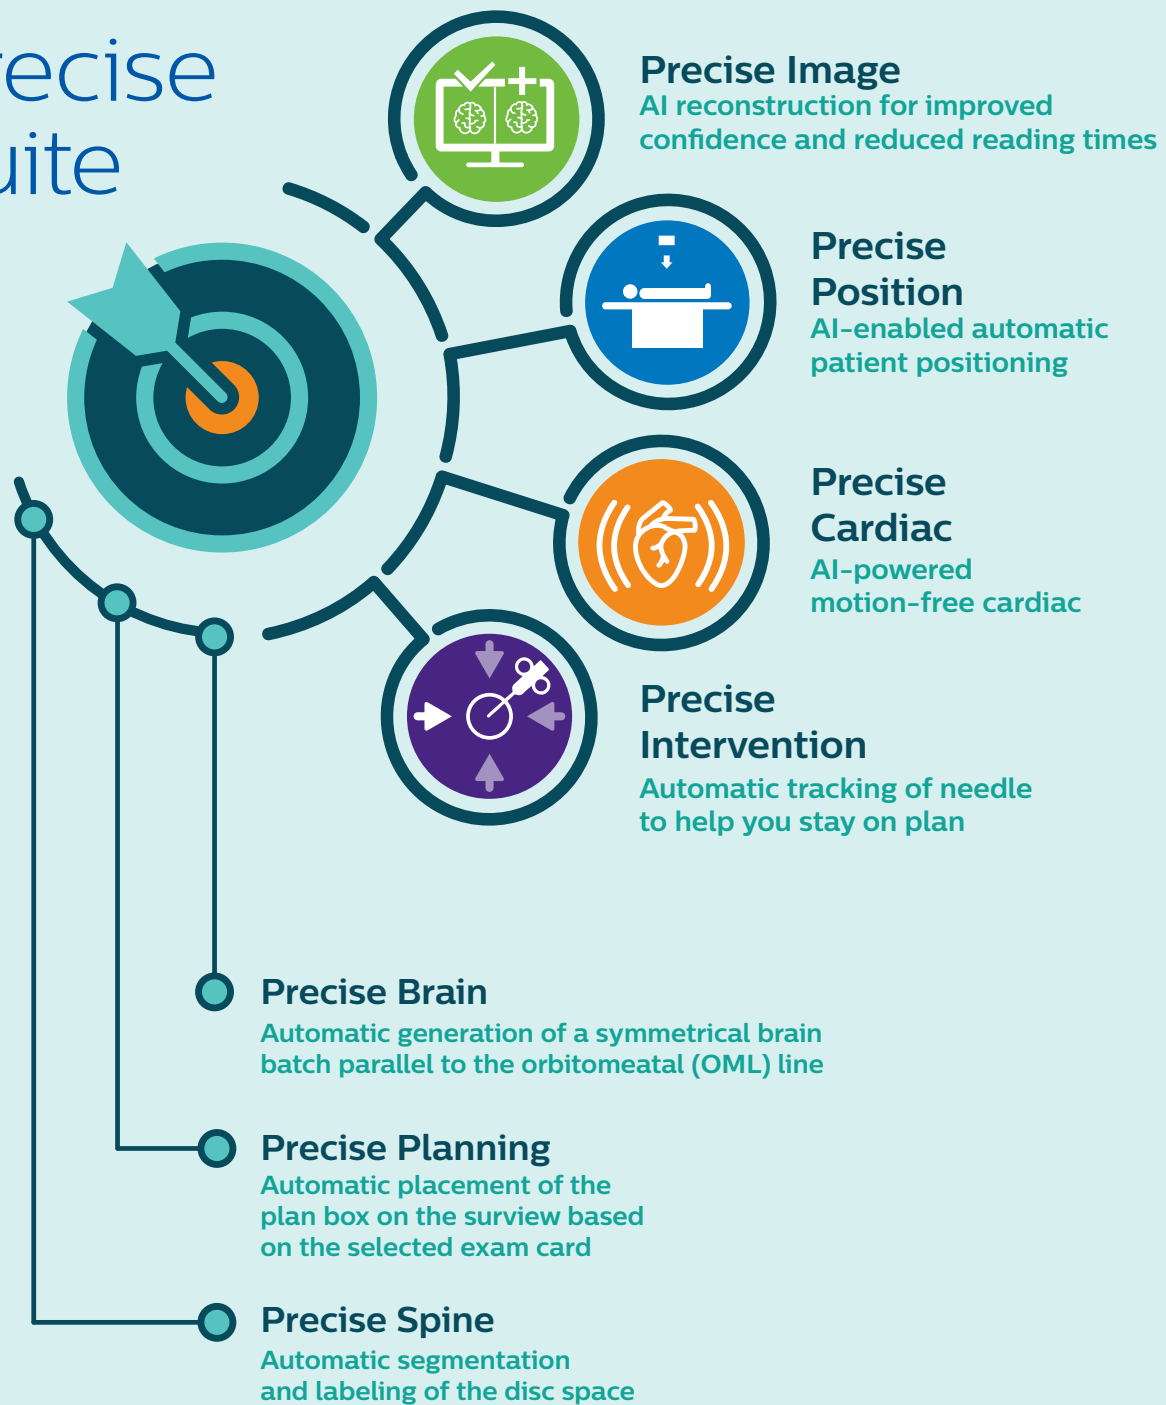 recise
uite
Precise Image
AI reconstruction for improved
confidence and reduced reading times
Precise
Position
AI-enabled automatic
patient positioning
Precise
Cardiac
AI-powered
motion-free cardiac
Precise
Intervention
Automatic tracking of needle
to help you stay on plan
Precise Brain
Automatic generation of a symmetrical brain
batch parallel to the orbitomeatal (OML) line
Precise Planning
Automatic placement of the
plan box on the surview based
on the selected exam card
Precise Spine
Automatic segmentation
and labeling of the disc space